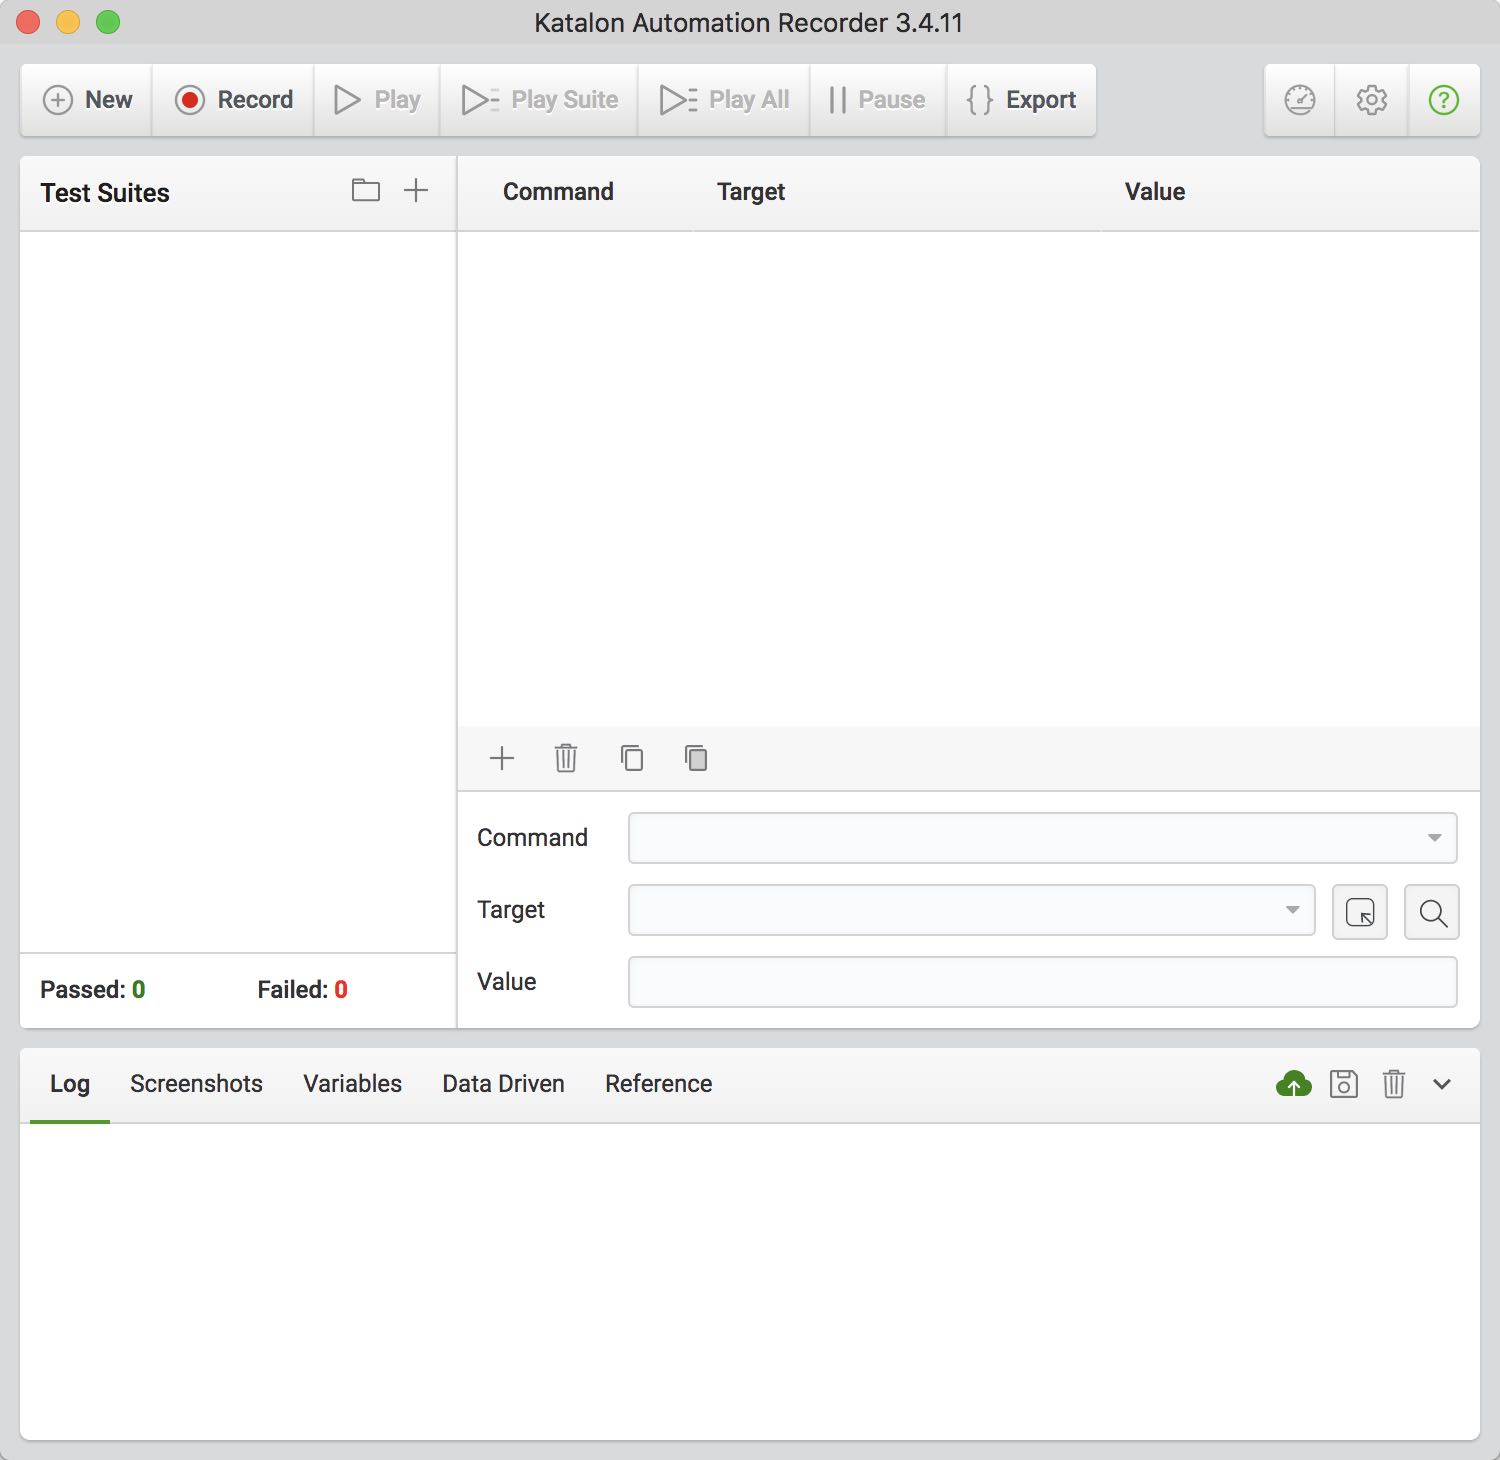 Katalon Automation Recorder 3.4.11
New Record Play Play Suite Play All Pause { } Export ?
Test Suites
Command Target Value
Command
Target
Value
Passed: 0 Failed: 0
Log Screenshots Variables Data Driven Reference